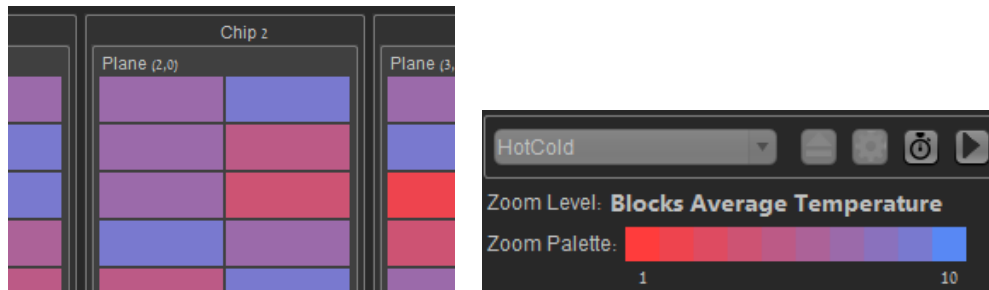 Chip 2
Plane (2,0)
Plane (3,
HotCold
Zoom Level: Blocks Average Temperature
Zoom Palette:
1 10